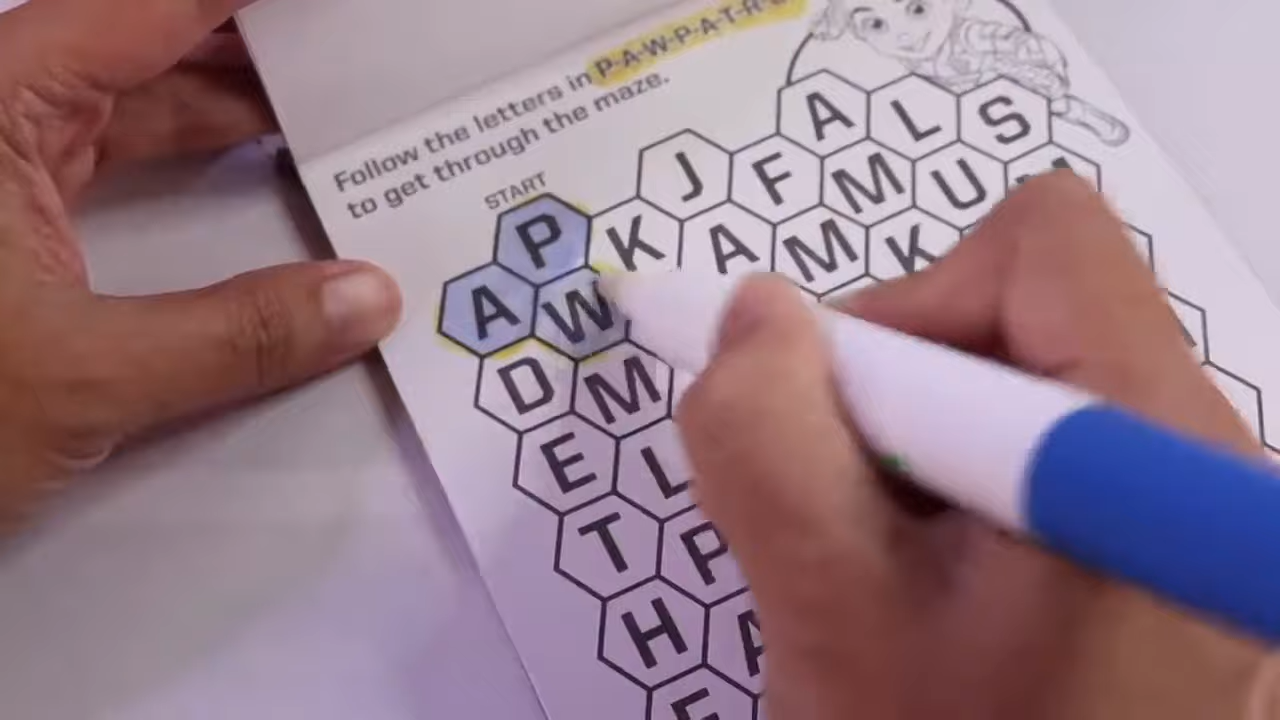 Follow the letters in P-A-W-P-A-T-R
to get through the maze.
START
A L S
J F M U
P K A M K
A W
D M
E L
T P
H A
E